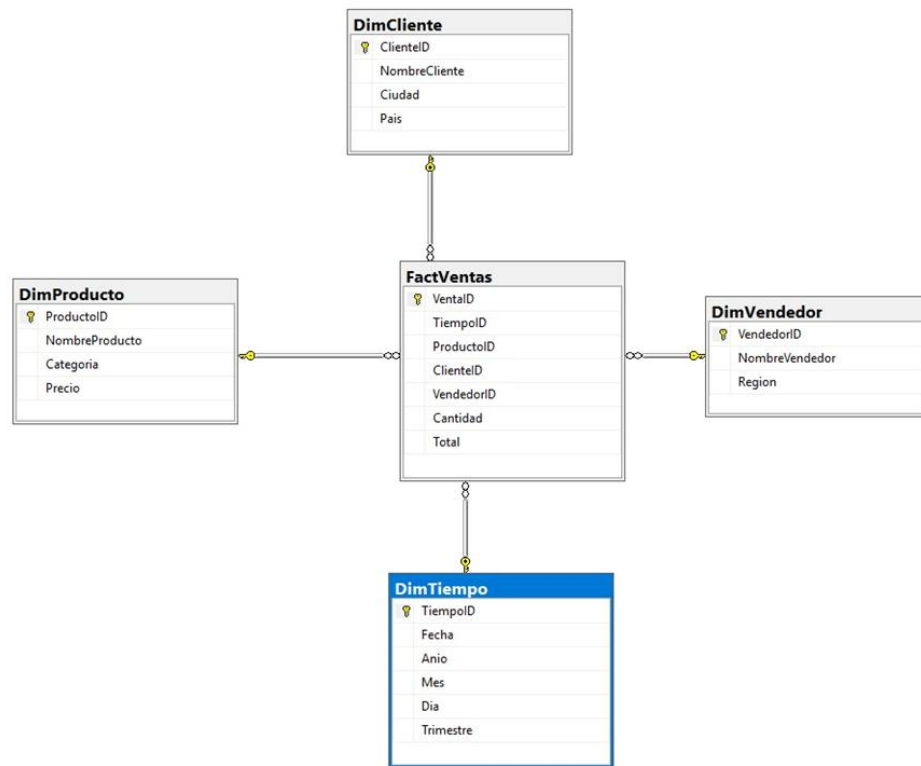 DimCliente
ClienteID
NombreCliente
Ciudad
Pais
DimProducto
ProductoID
NombreProducto
Categoria
Precio
FactVentas
VentaID
TiempoID
ProductoID
ClienteID
VendedorID
Cantidad
Total
DimVendedor
VendedorID
NombreVendedor
Region
DimTiempo
TiempoID
Fecha
Anio
Mes
Dia
Trimestre